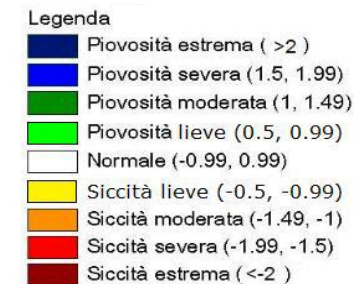 Legenda
Piovosità estrema ( >2 )
Piovosità severa (1.5, 1.99)
Piovosità moderata (1, 1.49)
Piovosità lieve (0.5, 0.99)
Normale (-0.99, 0.99)
Siccità lieve (-0.5, -0.99)
Siccità moderata (-1.49, -1)
Siccità severa (-1.99, -1.5)
Siccità estrema (<-2 )